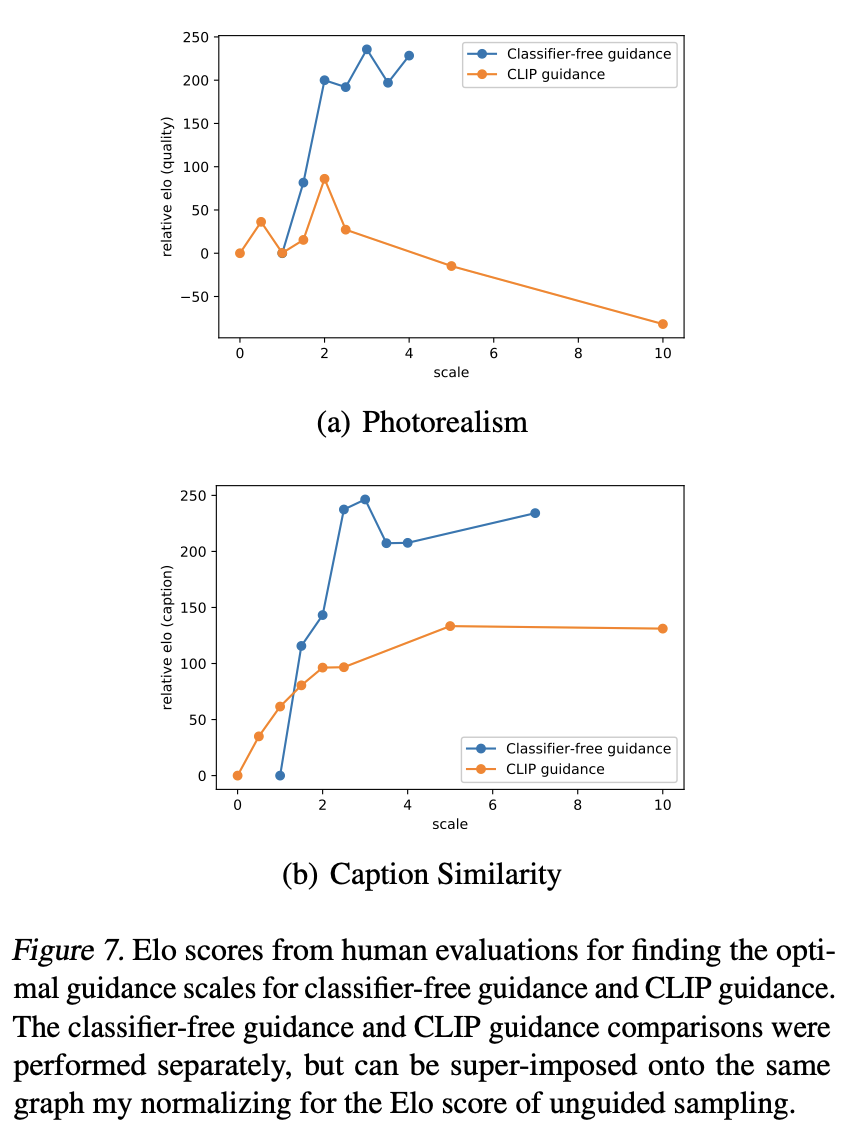 250
200
150
100
50
0
−50
relative elo (quality)
Classifier-free guidance
CLIP guidance
0 2 4 6 8 10
scale
(a) Photorealism
250
200
150
100
50
0
relative elo (caption)
Classifier-free guidance
CLIP guidance
0 2 4 6 8 10
scale
(b) Caption Similarity
Figure 7. Elo scores from human evaluations for finding the opti-
mal guidance scales for classifier-free guidance and CLIP guidance.
The classifier-free guidance and CLIP guidance comparisons were
performed separately, but can be super-imposed onto the same
graph my normalizing for the Elo score of unguided sampling.